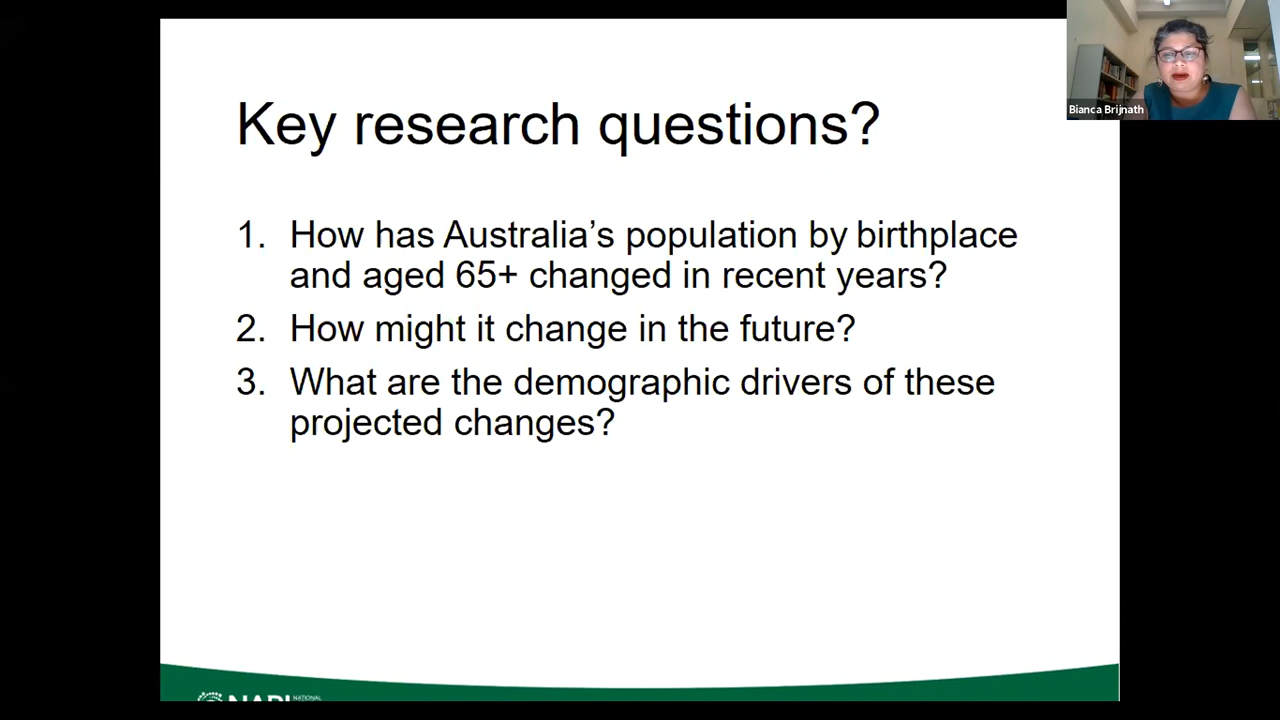 Key research questions?
Bianca Brijnath
1. How has Australia’s population by birthplace
and aged 65+ changed in recent years?
2. How might it change in the future?
3. What are the demographic drivers of these
projected changes?
NATIONAL